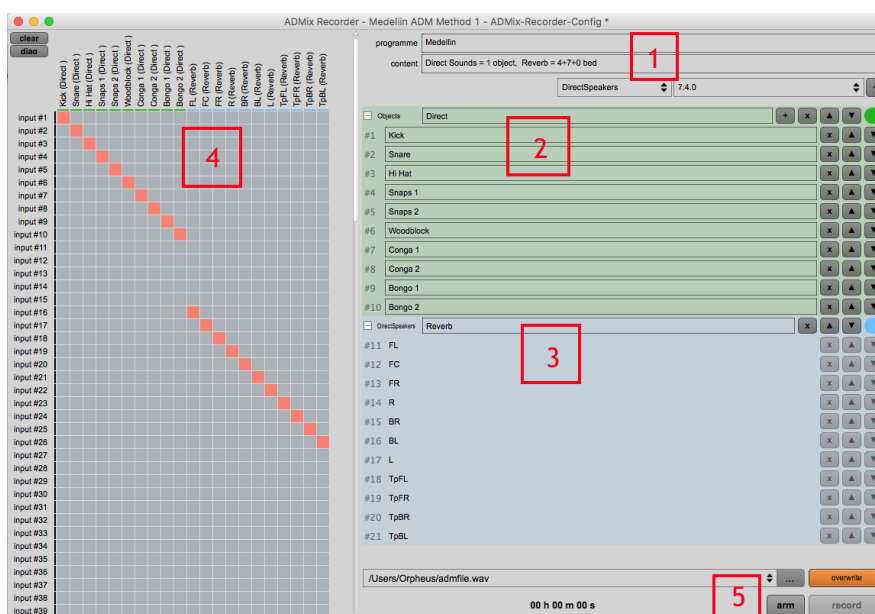 ADMix Recorder - Medellin ADM Method 1 - ADMix-Recorder-Config *
clear
diag
Kick (Direct )
Snare (Direct )
Hi Hat (Direct )
Snaps 1 (Direct )
Snaps 2 (Direct )
Woodblock (Direct )
Conga 1 (Direct )
Conga 2 (Direct )
Bongo 1 (Direct )
Bongo 2 (Direct )
FL (Reverb)
FC (Reverb)
FR (Reverb)
R (Reverb)
BR (Reverb)
BL (Reverb)
L (Reverb)
TpFL (Reverb)
TpFR (Reverb)
TpBR (Reverb)
TpBL (Reverb)
input #1
input #2
input #3
input #4
input #5
input #6
input #7
input #8
input #9
input #10
input #11
input #12
input #13
input #14
input #15
input #16
input #17
input #18
input #19
input #20
input #21
input #22
input #23
input #24
input #25
input #26
input #27
input #28
input #29
input #30
input #31
input #32
input #33
input #34
input #35
input #36
input #37
input #38
input #39
4
programme Medellin
content Direct Sounds = 1 object, Reverb = 4+7+0 bed
1
DirectSpeakers 7.4.0
Objects Direct + x
2
#1 Kick x
#2 Snare x
#3 Hi Hat x
#4 Snaps 1 x
#5 Snaps 2 x
#6 Woodblock x
#7 Conga 1 x
#8 Conga 2 x
#9 Bongo 1 x
#10 Bongo 2 x
DirectSpeakers Reverb x
3
#11 FL x
#12 FC x
#13 FR x
#14 R x
#15 BR x
#16 BL x
#17 L x
#18 TpFL x
#19 TpFR x
#20 TpBR x
#21 TpBL x
/Users/Orpheus/admfile.wav ... overwrite
00 h 00 m 00 s
5
arm record